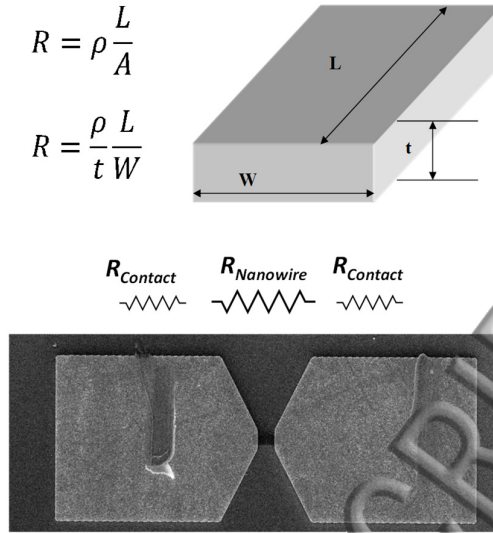 R = ρ L/A
L
R = ρ/t L/W
t
W
R_Contact R_Nanowire R_Contact